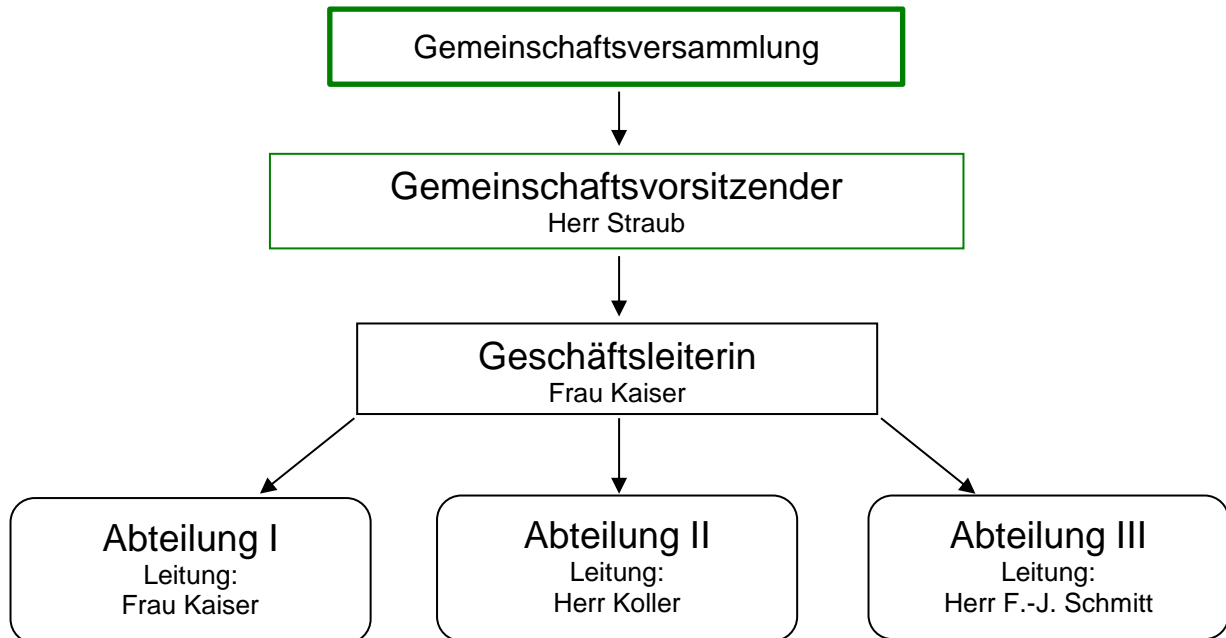 Gemeinschaftsversammlung
Gemeinschaftsvorsitzender
Herr Straub
Geschäftsleiterin
Frau Kaiser
Abteilung I
Leitung:
Frau Kaiser
Abteilung II
Leitung:
Herr Koller
Abteilung III
Leitung:
Herr F.-J. Schmitt